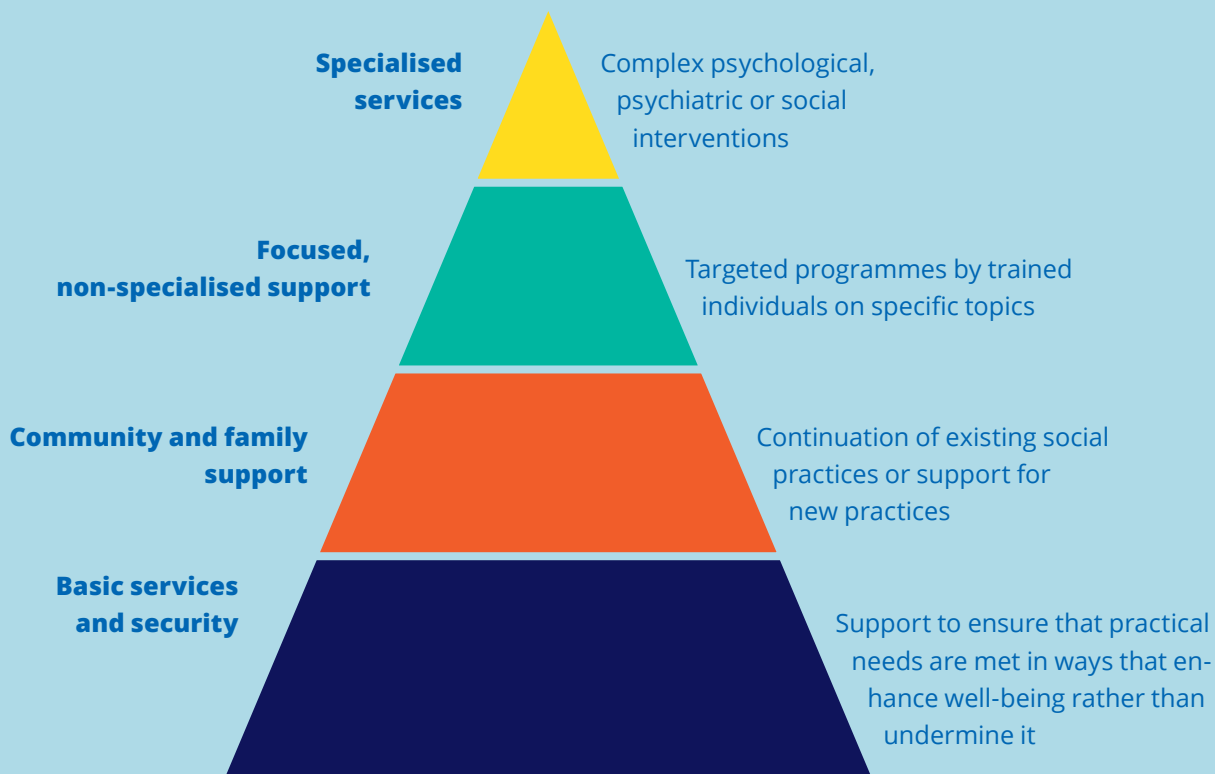 Specialised
services
Complex psychological,
psychiatric or social
interventions
Focused,
non-specialised support
Targeted programmes by trained
individuals on specific topics
Community and family
support
Continuation of existing social
practices or support for
new practices
Basic services
and security
Support to ensure that practical
needs are met in ways that en-
hance well-being rather than
undermine it